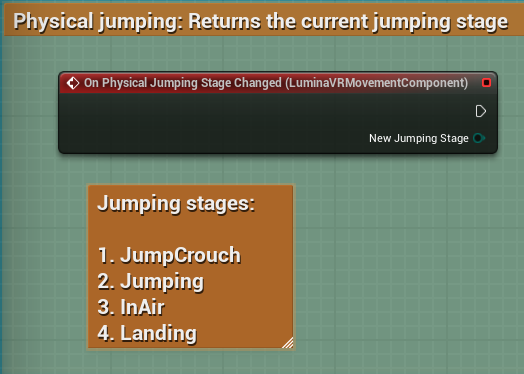 Physical jumping: Returns the current jumping stage
On Physical Jumping Stage Changed (LuminaVRMovementComponent)
New Jumping Stage
Jumping stages:
1. JumpCrouch
2. Jumping
3. InAir
4. Landing